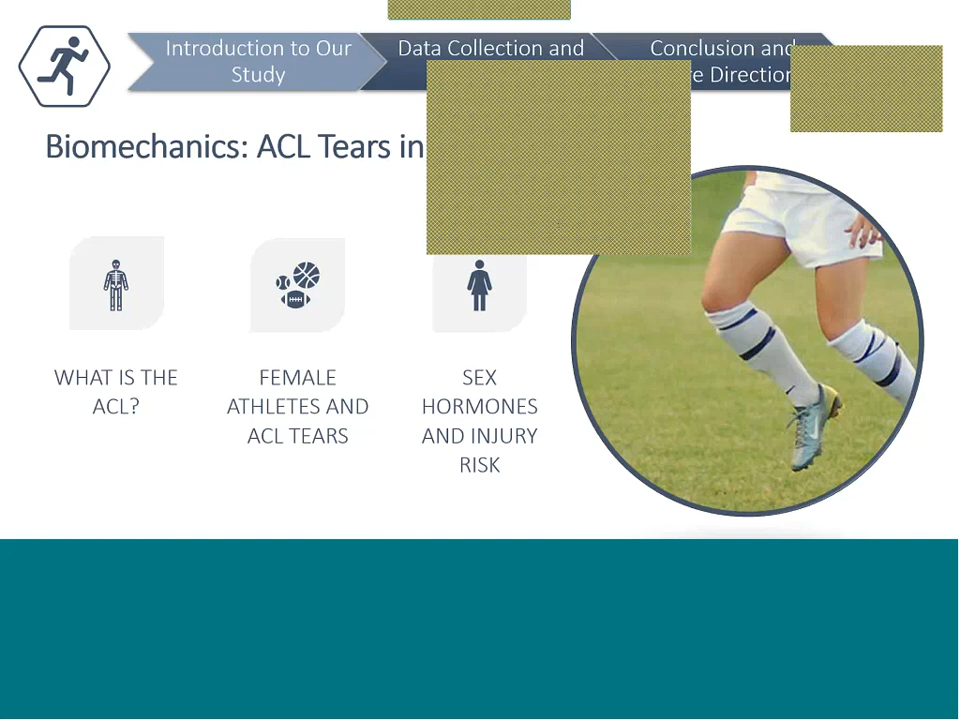 Introduction to Our
Study
Data Collection and
Conclusion and
Direction
Biomechanics: ACL Tears in
WHAT IS THE
ACL?
FEMALE
ATHLETES AND
ACL TEARS
SEX
HORMONES
AND INJURY
RISK